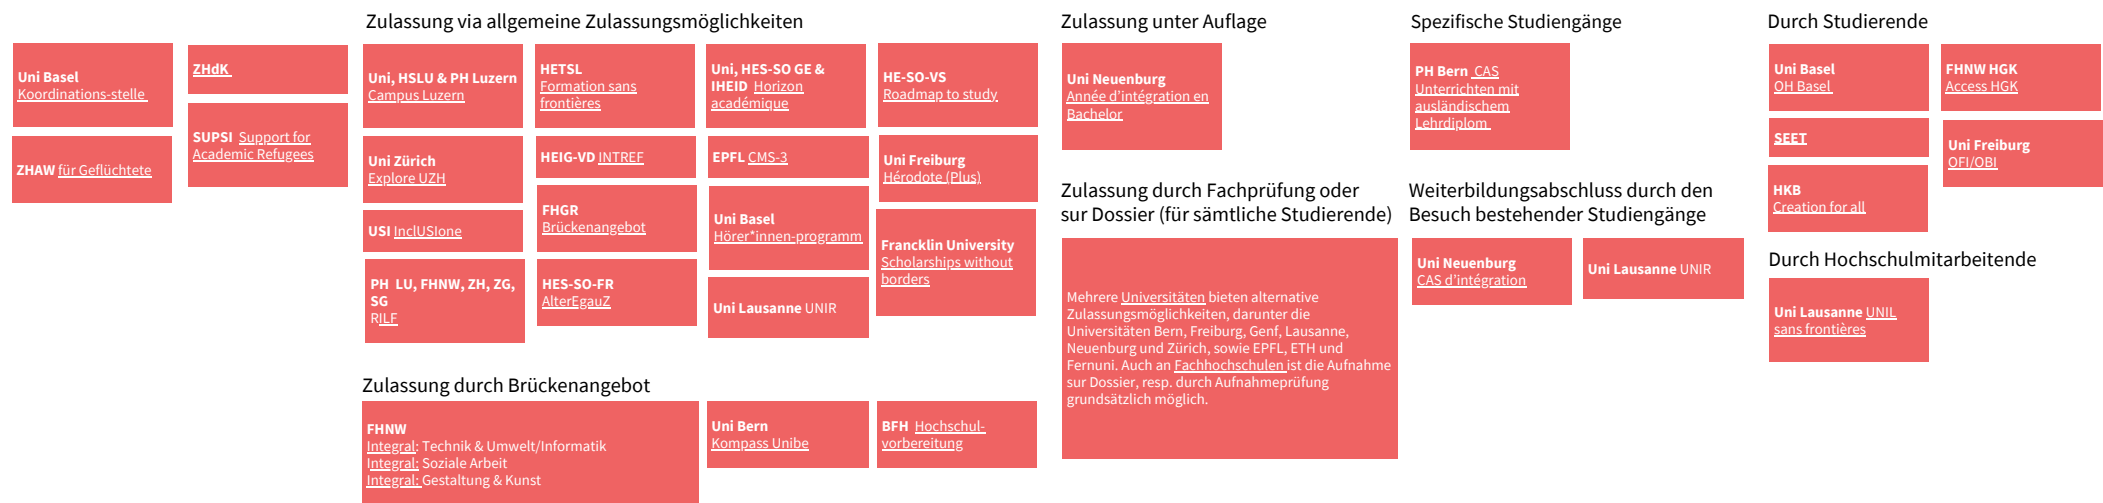 Uni Basel
Koordinations-stelle
ZHAW für Geflüchtete
ZHdK
SUPSI Support for
Academic Refugees
Zulassung via allgemeine Zulassungsmöglichkeiten
Uni, HSLU & PH Luzern
Campus Luzern
HETSL
Formation sans
frontières
Uni, HES-SO GE &
IHEID Horizon
académique
HE-SO-VS
Roadmap to study
Uni Zürich
Explore UZH
HEIG-VD INTREF
EPFL CMS-3
Uni Freiburg
Hérodote (Plus)
USI InclUSIone
FHGR
Brückenangebot
Uni Basel
Hörer*innen-programm
Francklin University
Scholarships without
borders
PH LU, FHNW, ZH, ZG,
SG
RILF
HES-SO-FR
AlterEgauZ
Uni Lausanne UNIR
Zulassung durch Brückenangebot
FHNW
Integral: Technik & Umwelt/Informatik
Integral: Soziale Arbeit
Integral: Gestaltung & Kunst
Uni Bern
Kompass Unibe
BFH Hochschul-
vorbereitung
Zulassung unter Auflage
Uni Neuenburg
Année d'intégration en
Bachelor
Zulassung durch Fachprüfung oder
sur Dossier (für sämtliche Studierende)
Mehrere Universitäten bieten alternative
Zulassungsmöglichkeiten, darunter die
Universitäten Bern, Freiburg, Genf, Lausanne,
Neuenburg und Zürich, sowie EPFL, ETH und
Fernuni. Auch an Fachhochschulen ist die Aufnahme
sur Dossier, resp. durch Aufnahmeprüfung
grundsätzlich möglich.
Spezifische Studiengänge
PH Bern CAS
Unterrichten mit
ausländischem
Lehrdiplom
Weiterbildungsabschluss durch den
Besuch bestehender Studiengänge
Uni Neuenburg
CAS d'intégration
Uni Lausanne UNIR
Durch Studierende
Uni Basel
OH Basel
FHNW HGK
Access HGK
SEET
Uni Freiburg
OFI/OBI
HKB
Creation for all
Durch Hochschulmitarbeitende
Uni Lausanne UNIL
sans frontières